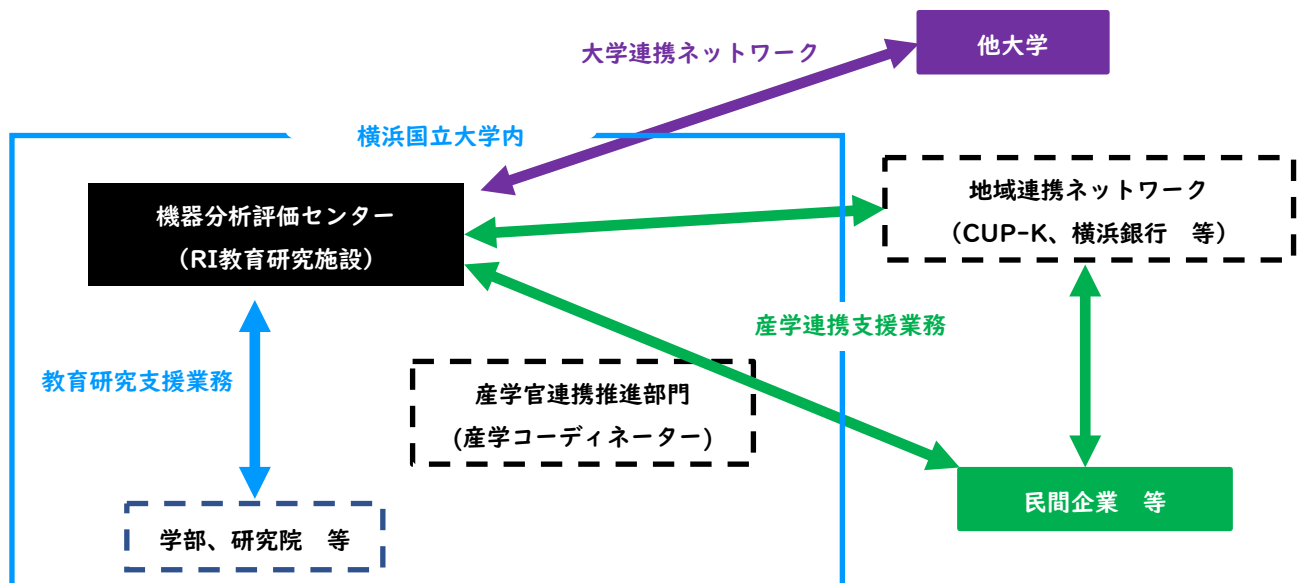 他大学
大学連携ネットワーク
横浜国立大学内
機器分析評価センター
（RI教育研究施設）
地域連携ネットワーク
（CUP-K、横浜銀行　等）
産学連携支援業務
教育研究支援業務
産学官連携推進部門
(産学コーディネーター)
民間企業　等
学部、研究院　等